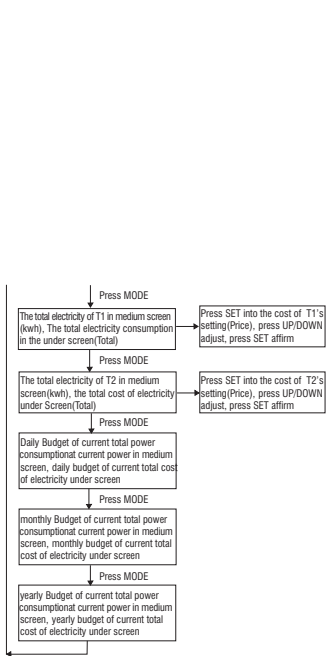 Press MODE
The total electricity of T1 in medium screen
(kwh), The total electricity consumption
in the under screen(Total)
Press SET into the cost of T1's
setting(Price), press UP/DOWN
adjust, press SET affirm
Press MODE
The total electricity of T2 in medium
screen(kwh), the total cost of electricity
under Screen(Total)
Press SET into the cost of T2's
setting(Price), press UP/DOWN
adjust, press SET affirm
Press MODE
Daily Budget of current total power
consumptionat current power in medium
screen, daily budget of current total cost
of electricity under screen
Press MODE
monthly Budget of current total power
consumptionat current power in medium
screen, monthly budget of current total
cost of electricity under screen
Press MODE
yearly Budget of current total power
consumptionat current power in medium
screen, yearly budget of current total
cost of electricity under screen